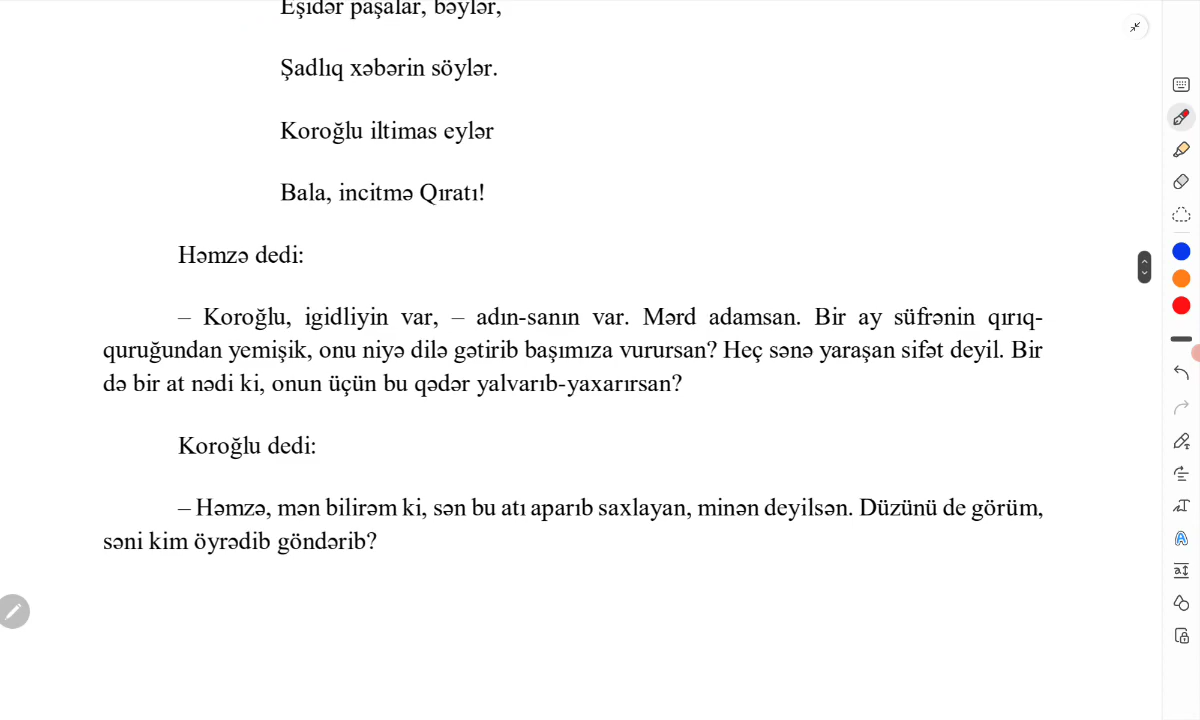 Eşidər paşalar, bəylər,
Şadlıq xəbərin söylər.
Koroğlu iltimas eylər
Bala, incitmə Qıratı!
Həmzə dedi:
– Koroğlu, igidliyin var, – adın-sanın var. Mərd adamsan. Bir ay süfrənin qırıq-
quruğundan yemişik, onu niyə dilə gətirib başımıza vurursan? Heç sənə yaraşan sifət deyil. Bir
də bir at nədi ki, onun üçün bu qədər yalvarıb-yaxarırsan?
Koroğlu dedi:
– Həmzə, mən bilirəm ki, sən bu atı aparıb saxlayan, minən deyilsən. Düzünü de görüm,
səni kim öyrədib göndərib?